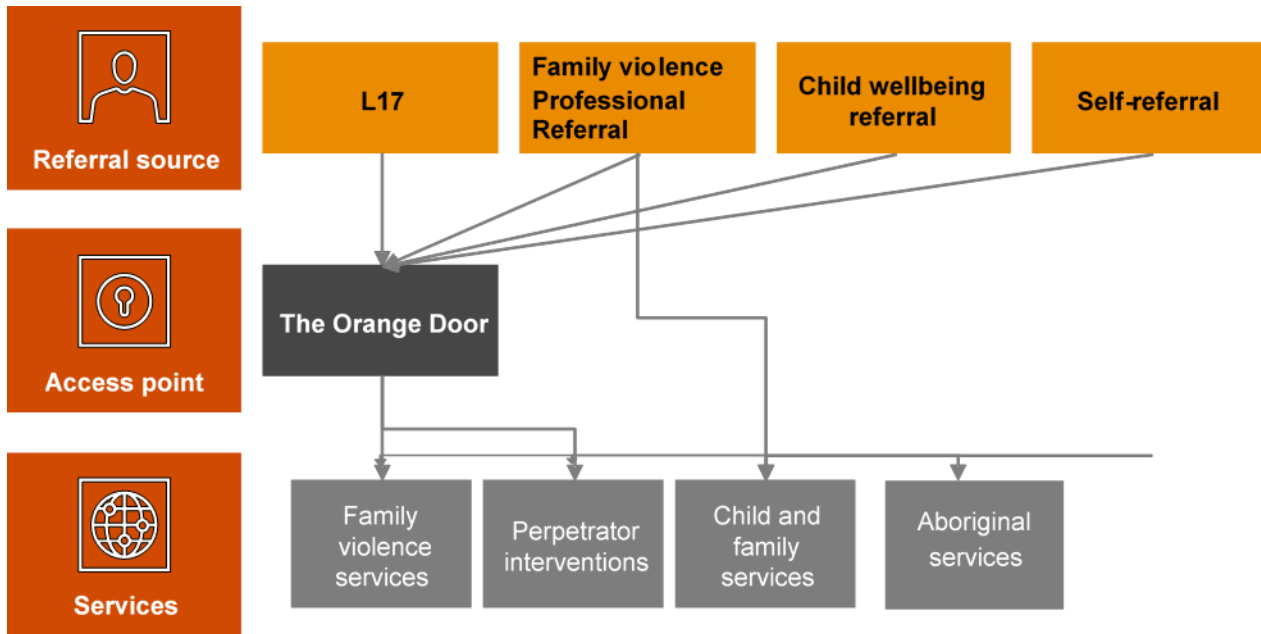 Referral source
L17
Family violence
Professional
Referral
Child wellbeing
referral
Self-referral
Access point
The Orange Door
Services
Family
violence
services
Perpetrator
interventions
Child and
family
services
Aboriginal
services